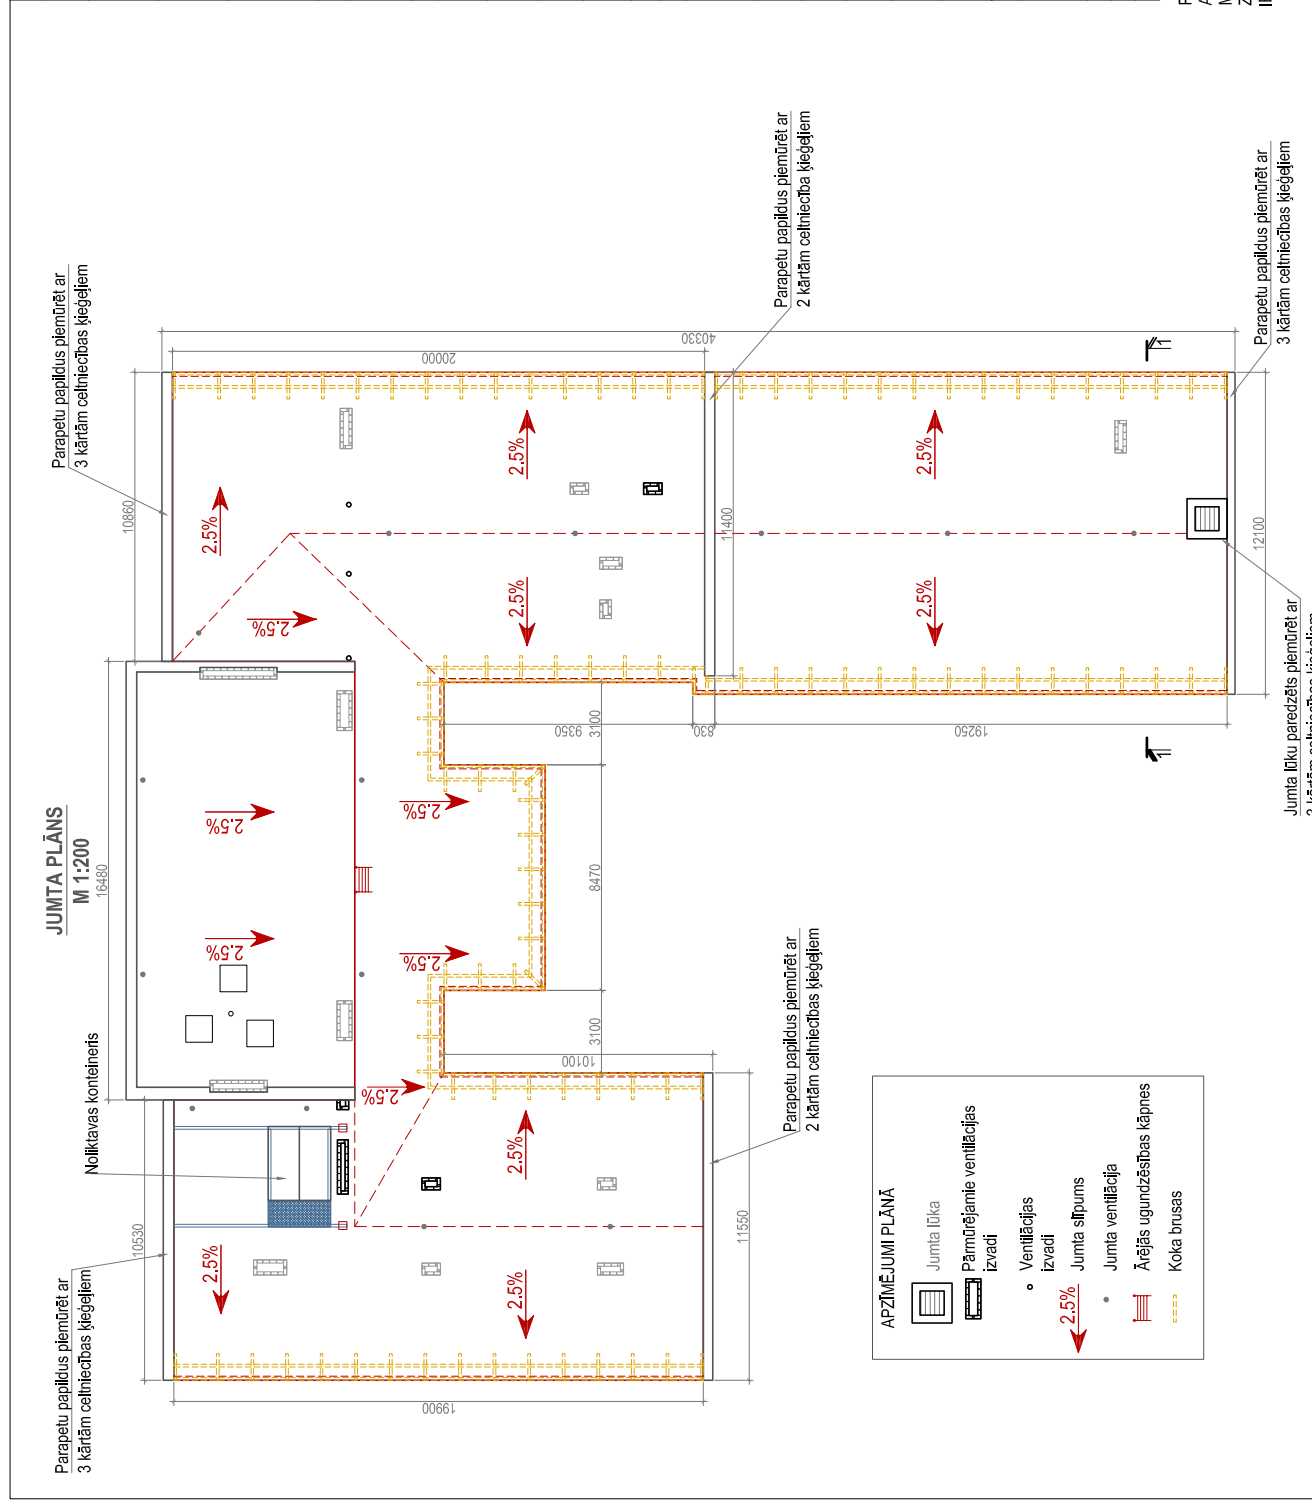 JUMTA PLĀNS
M 1:200
Parapetu papildus piemūrēt ar
3 kārtām celtniecības ķieģeļiem
Noliktavas konteineris
Parapetu papildus piemūrēt ar
3 kārtām celtniecības ķieģeļiem
10530
16480
10860
2.5%
2.5%
2.5%
2.5%
2.5%
2.5%
2.5%
2.5%
2.5%
2.5%
2.5%
2.5%
2.5%
2.5%
19900
10100
20000
40330
3100
8470
3100
9350
830
19250
11550
11400
12100
1
1
Parapetu papildus piemūrēt ar
2 kārtām celtniecības ķieģeļiem
Parapetu papildus piemūrēt ar
2 kārtām celtniecība ķieģeļiem
Parapetu papildus piemūrēt ar
3 kārtām celtniecības ķieģeļiem
Jumta lūku paredzēts piemūrēt ar
APZĪMĒJUMI PLĀNĀ
Jumta lūka
Pārmūrējamie ventilācijas
izvadi
Ventilācijas
izvadi
2.5%
Jumta slīpums
Jumta ventilācija
Ārējās ugundzēsības kāpnes
Koka brusas